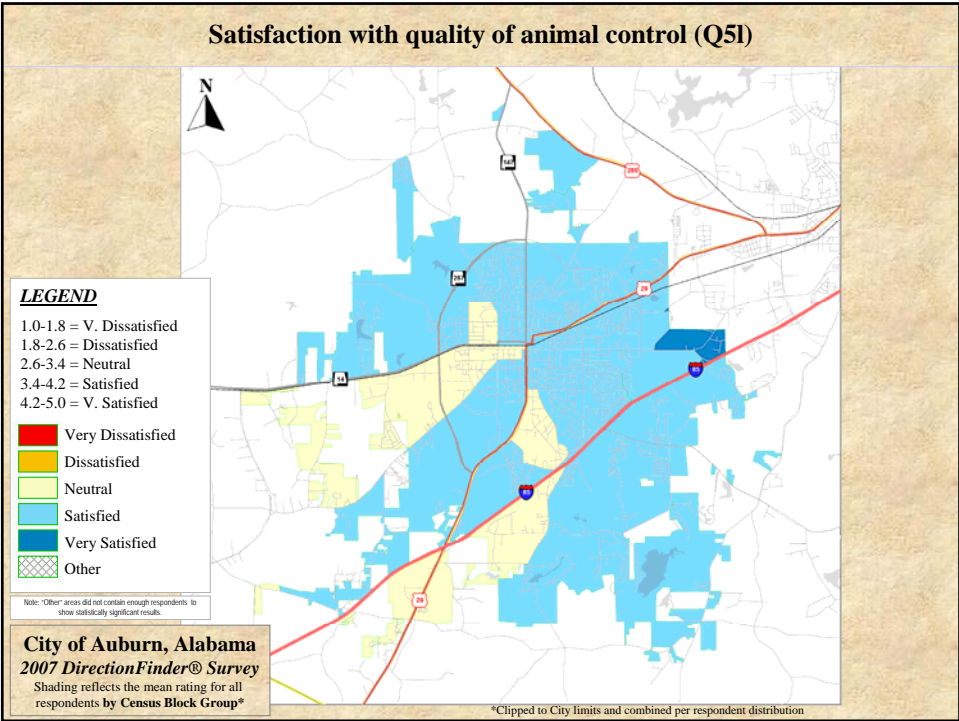 Satisfaction with quality of animal control (Q5l)
N
147
280
267
29
85
14
85
29
LEGEND
1.0-1.8 = V. Dissatisfied
1.8-2.6 = Dissatisfied
2.6-3.4 = Neutral
3.4-4.2 = Satisfied
4.2-5.0 = V. Satisfied
Very Dissatisfied
Dissatisfied
Neutral
Satisfied
Very Satisfied
Other
Note: "Other" areas did not contain enough respondents to
show statistically significant results.
City of Auburn, Alabama
2007 DirectionFinder® Survey
Shading reflects the mean rating for all
respondents by Census Block Group*
*Clipped to City limits and combined per respondent distribution